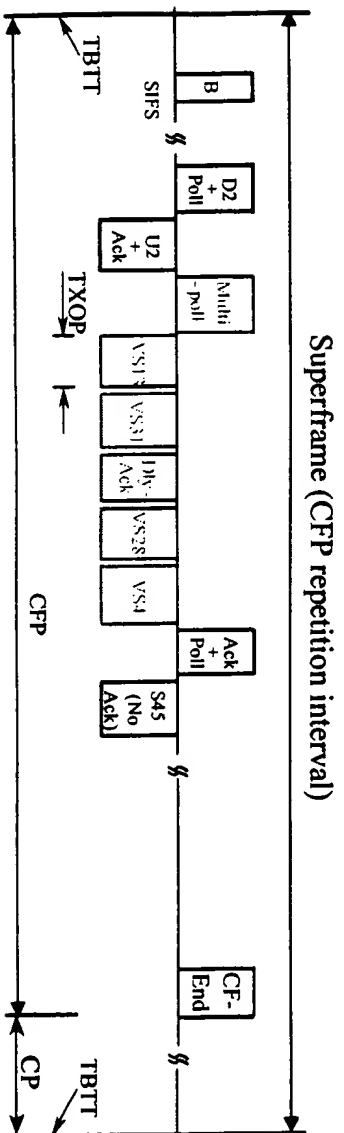 Superframe (CFP repetition interval)
TBTT
B
SIFS
D2
+
Poll
U2
+
Ack
Multi
-poll
TXOP
VS13
VS31
Dly-
Ack
VS28
VS4
Ack
+
Poll
S45
(No
Ack)
CF-
End
TBTT
CFP
CP